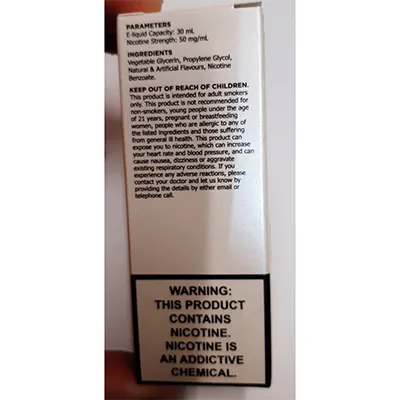 PARAMETERS
E-liquid Capacity: 30 mL
Nicotine Strength: 50 mg/mL
INGREDIENTS
Vegetable Glycerin, Propylene Glycol,
Natural & Artificial Flavours, Nicotine
Benzoate.
KEEP OUT OF REACH OF CHILDREN.
This product is intended for adult smokers
only. This product is not recommended for
non-smokers, young people under the age
of 21 years, pregnant or breastfeeding
women, people who are allergic to any of
the listed ingredients and those suffering
from general ill health. This product can
expose you to nicotine, which can increase
your heart rate and blood pressure, and can
cause nausea, dizziness or aggravate
existing respiratory conditions. If you
experience any adverse reactions, please
contact your doctor and let us know by
providing the details by either email or
telephone call.
WARNING:
THIS PRODUCT
CONTAINS
NICOTINE.
NICOTINE IS
AN ADDICTIVE
CHEMICAL.